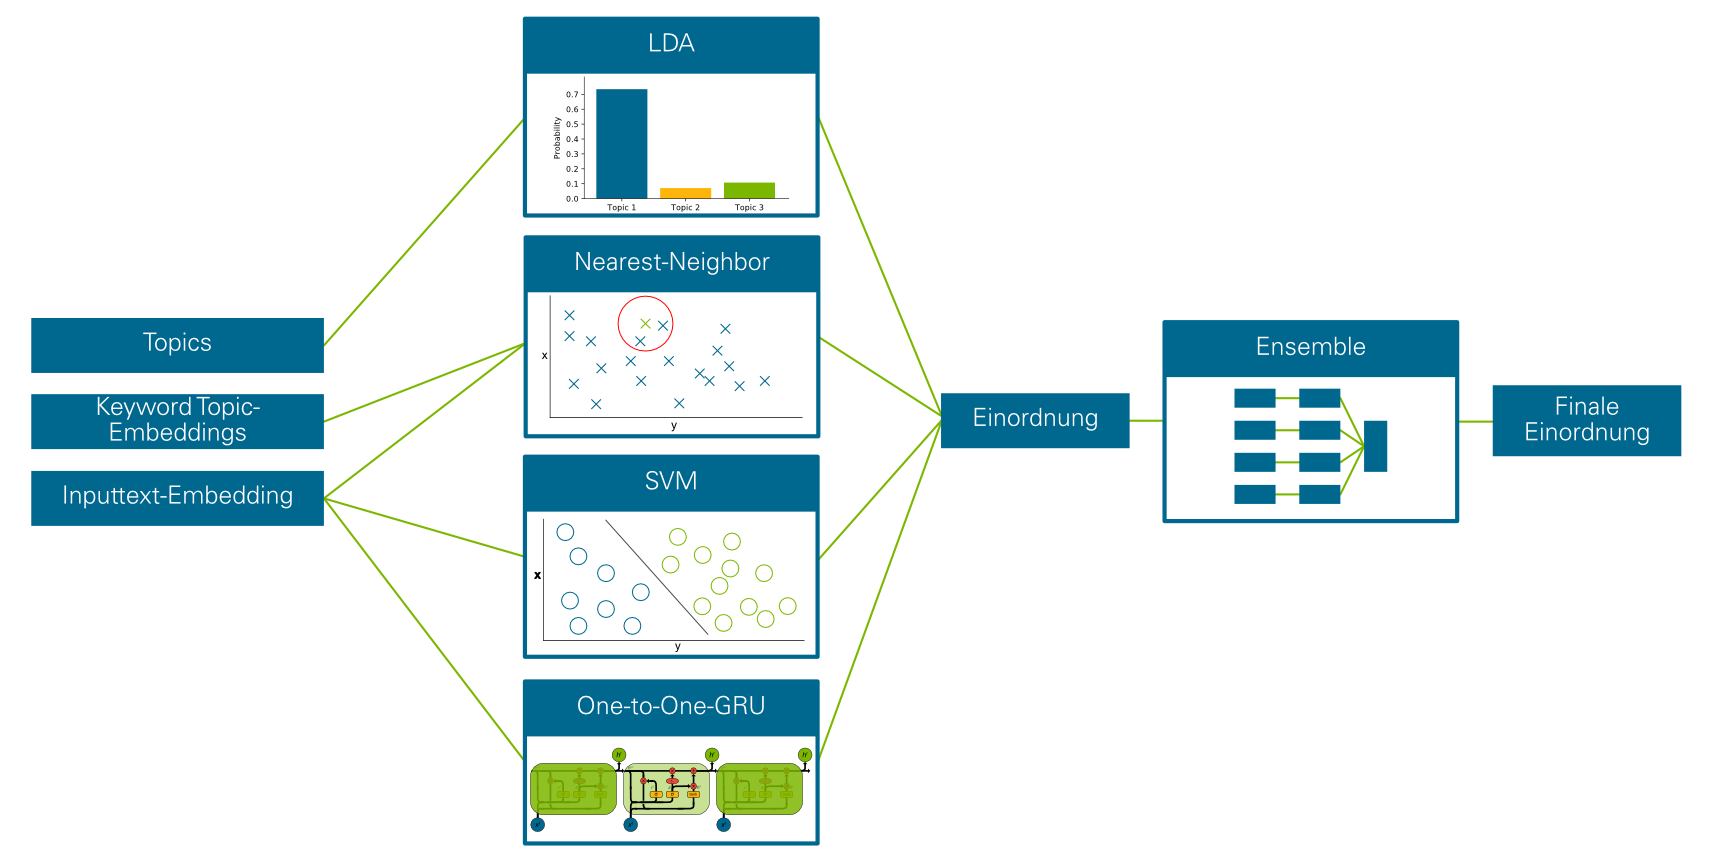 LDA
Probability
0.7
0.6
0.5
0.4
0.3
0.2
0.1
0.0
Topic 1 Topic 2 Topic 3
Nearest-Neighbor
x
y
Topics
Keyword Topic-
Embeddings
Inputtext-Embedding
SVM
x
y
One-to-One-GRU
Einordnung
Ensemble
Finale
Einordnung